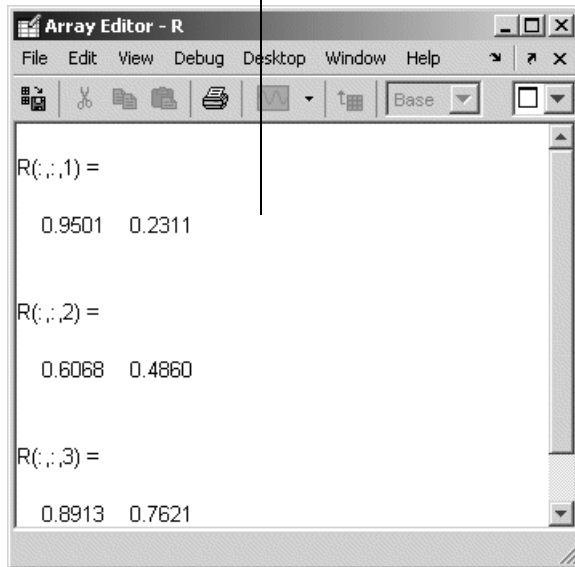 Array Editor - R
File Edit View Debug Desktop Window Help
Base
R(:,:,1) =
0.9501 0.2311
R(:,:,2) =
0.6068 0.4860
R(:,:,3) =
0.8913 0.7621